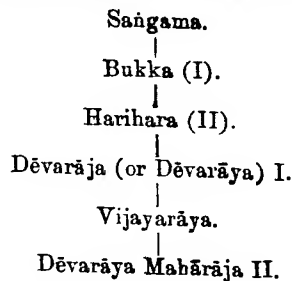 Saṅgama.
Bukka (I).
Harihara (II).
Dēvarāja (or Dēvarāya) I.
Vijayarāya.
Dēvarāya Mahārāja II.